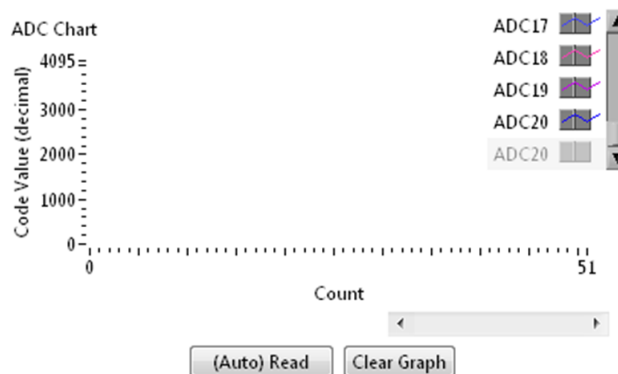 ADC Chart
ADC17
ADC18
ADC19
ADC20
ADC20
Code Value (decimal)
4095
3000
2000
1000
0
0
51
Count
(Auto) Read
Clear Graph